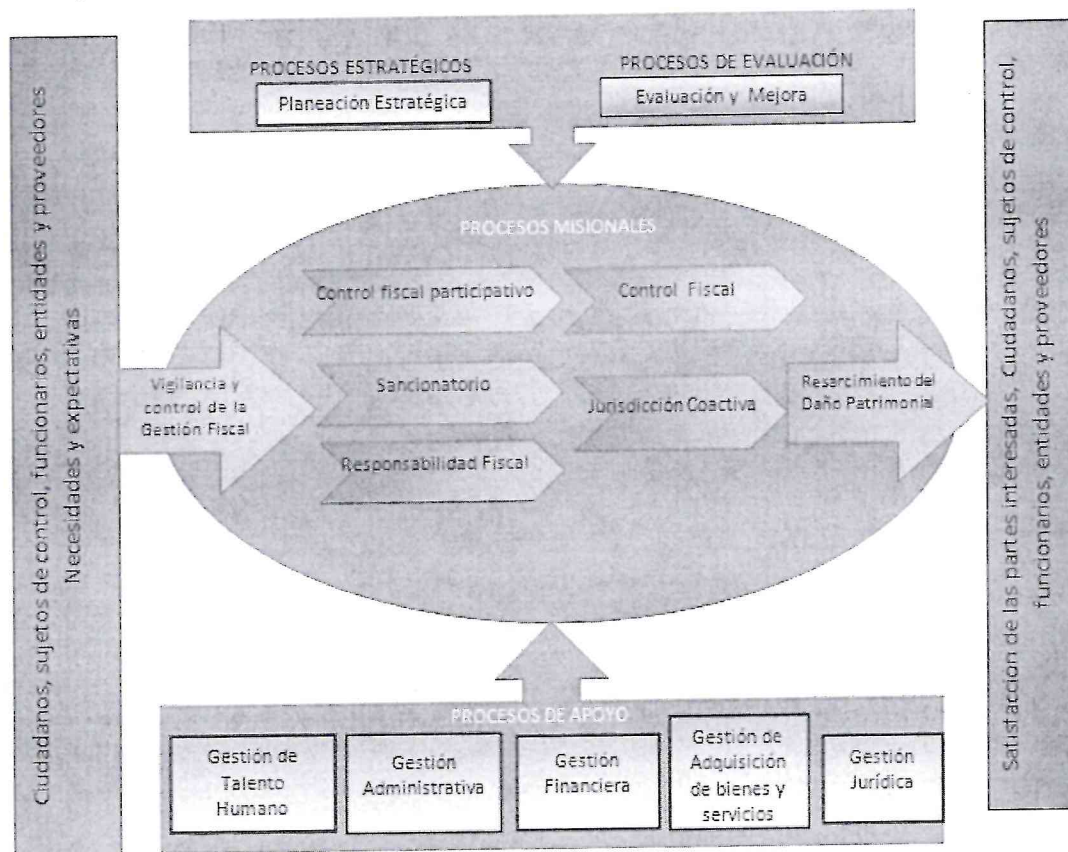 Ciudadanos, sujetos de control, funcionarios, entidades y proveedores
Necesidades y expectativas
PROCESOS ESTRATÉGICOS
Planeación Estratégica
PROCESOS DE EVALUACIÓN
Evaluación y Mejora
PROCESOS MISIONALES
Control fiscal participativo
Control Fiscal
Vigilancia y
control de la
Gestión Fiscal
Sancionatorio
Jurisdicción Coactiva
Resarcimiento del
Daño Patrimonial
Responsabilidad Fiscal
PROCESOS DE APOYO
Gestión de
Talento
Humano
Gestión
Administrativa
Gestión
Financiera
Gestión de
Adquisición
de bienes y
servicios
Gestión
Jurídica
Satisfaccion de las partes interesadas, Ciudadanos, sujetos de control,
funcionarios, entidades y proveedores